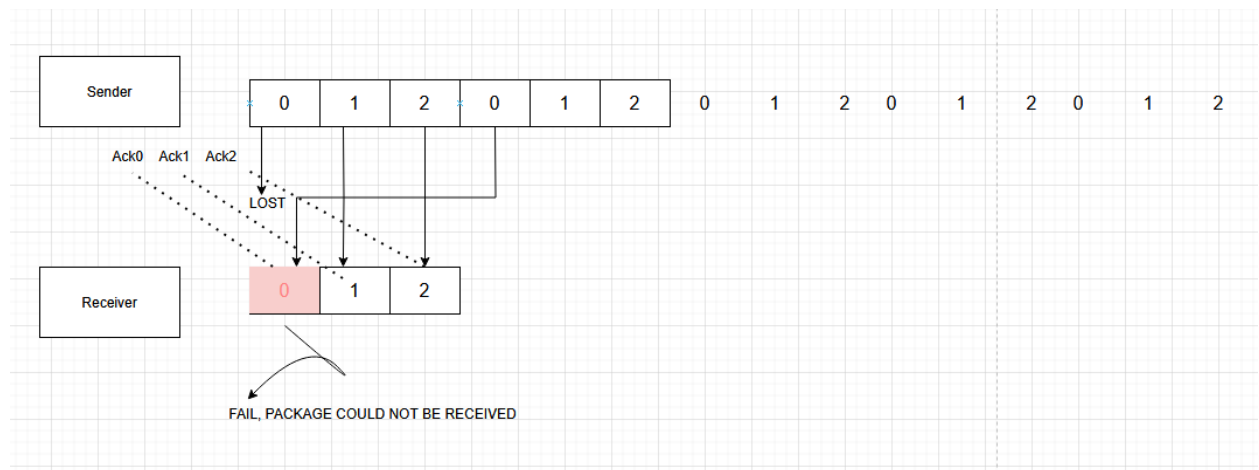 Sender
0 1 2 0 1 2 0 1 2 0 1 2 0 1 2
Ack0 Ack1 Ack2
LOST
0 1 2
Receiver
FAIL, PACKAGE COULD NOT BE RECEIVED